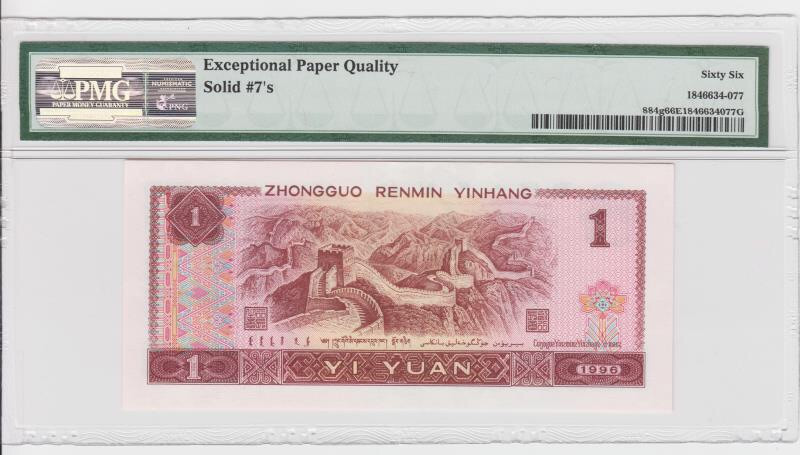 PMG
PAPER MONEY GUARANTY
NUMISMATIC
PNG
Exceptional Paper Quality
Solid #7's
Sixty Six
1846634-077
884g66E1846634077G
ZHONGGUO RENMIN YINHANG
1
1
1
YI YUAN
1996